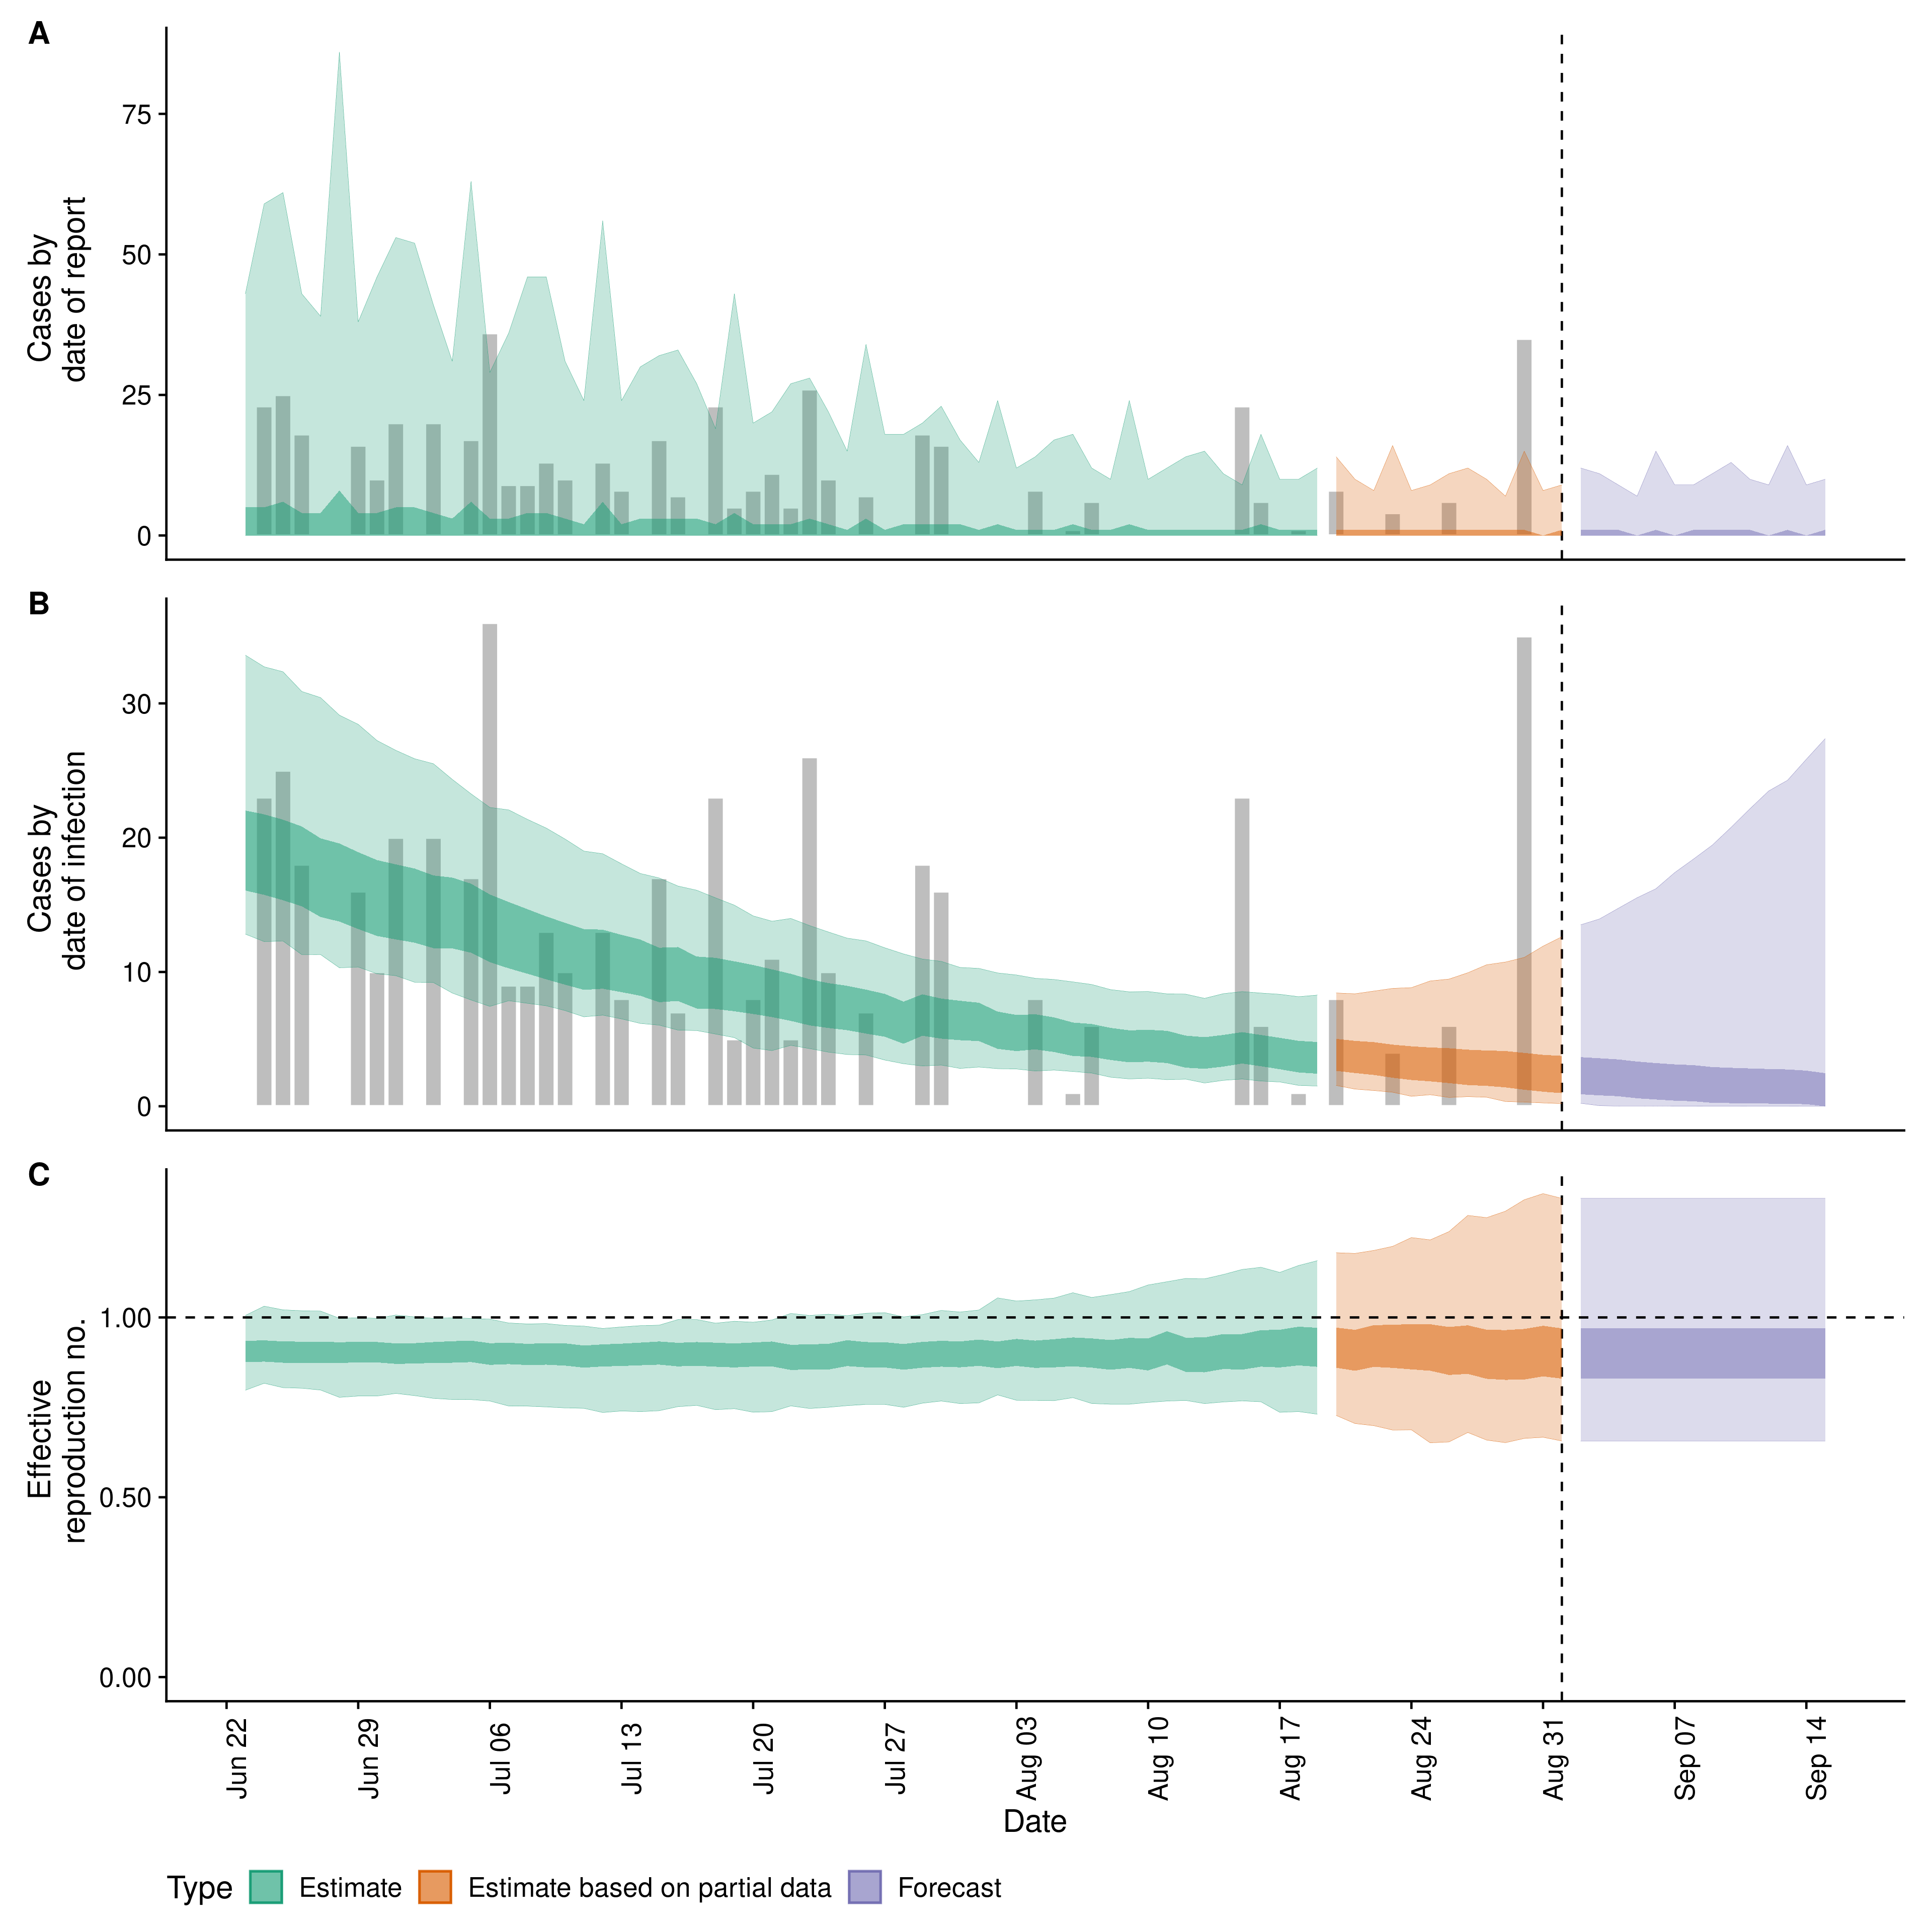 A
Cases by
date of report
75
50
25
0
B
Cases by
date of infection
30
20
10
0
C
Effective
reproduction no.
1.00
0.50
0.00
Jun 22
Jun 29
Jul 06
Jul 13
Jul 20
Jul 27
Aug 03
Aug 10
Aug 17
Aug 24
Aug 31
Sep 07
Sep 14
Date
Type Estimate Estimate based on partial data Forecast